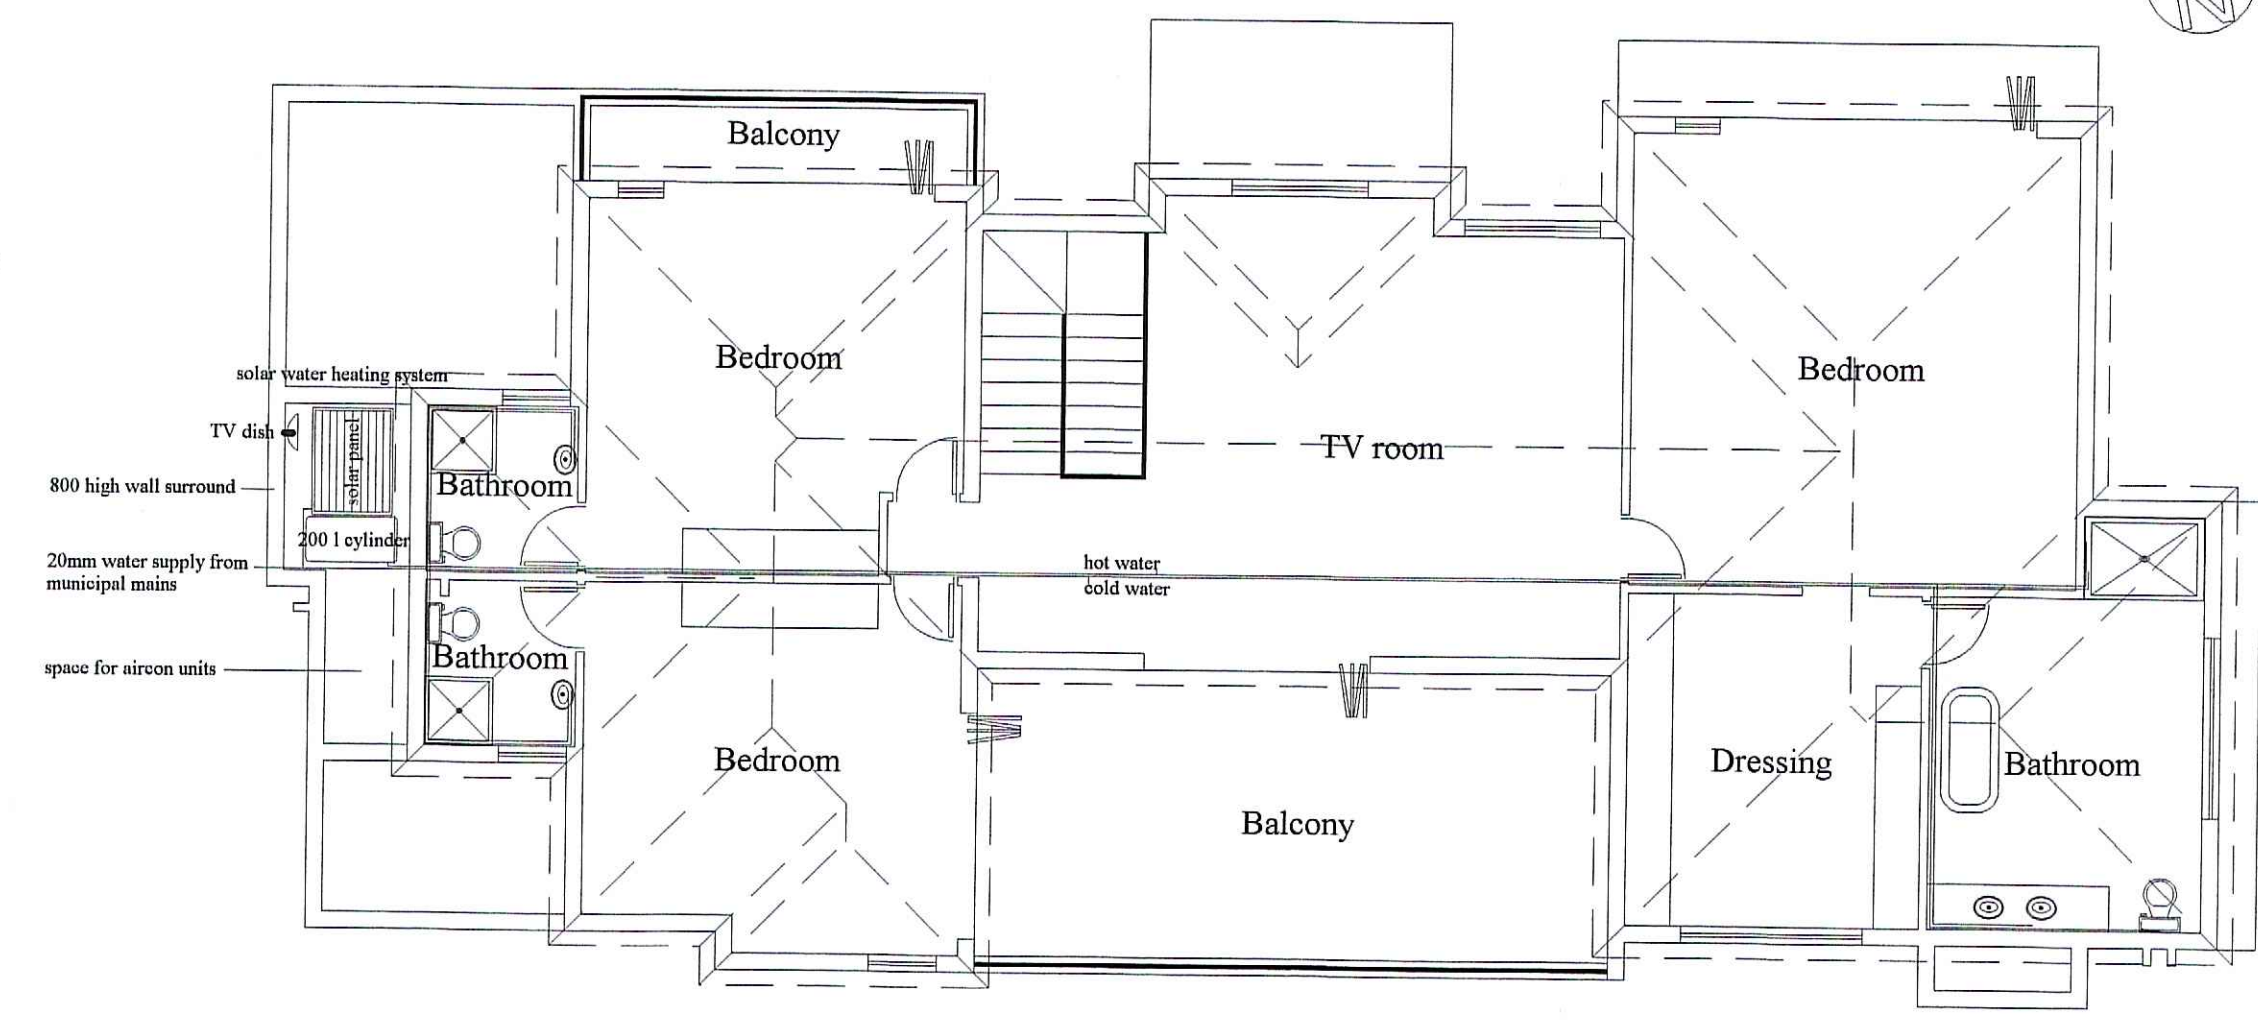 N
Balcony
Bedroom
Bedroom
solar water heating system
TV dish
solar panel
TV room
800 high wall surround
Bathroom
200 l cylinder
20mm water supply from
municipal mains
hot water
cold water
space for aircon units
Bathroom
Bedroom
Dressing
Bathroom
Balcony